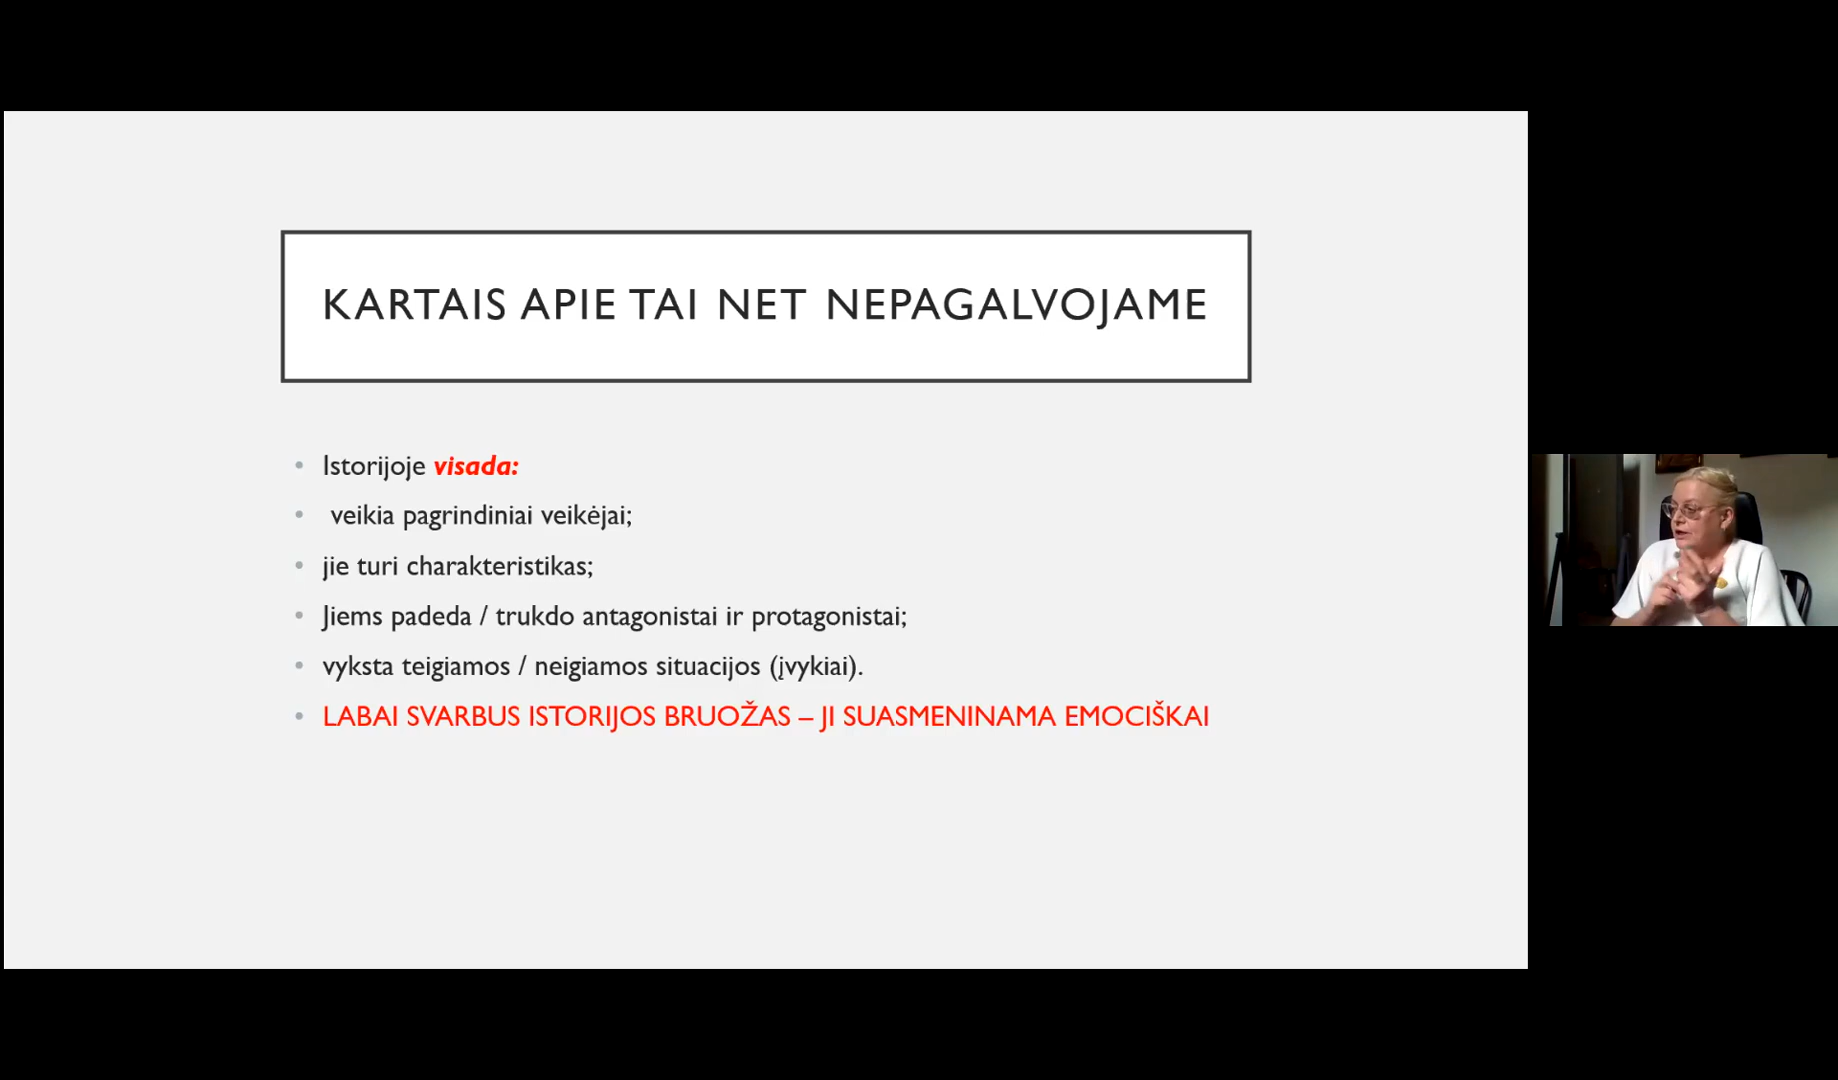 KARTAIS APIE TAI NET NEPAGALVOJAME
• Istorijoje visada:
• veikia pagrindiniai veikėjai;
• jie turi charakteristikas;
• Jiems padeda / trukdo antagonistai ir protagonistai;
• vyksta teigiamos / neigiamos situacijos (įvykiai).
• LABAI SVARBUS ISTORIJOS BRUOŽAS – JI SUASMENINAMA EMOCIŠKAI